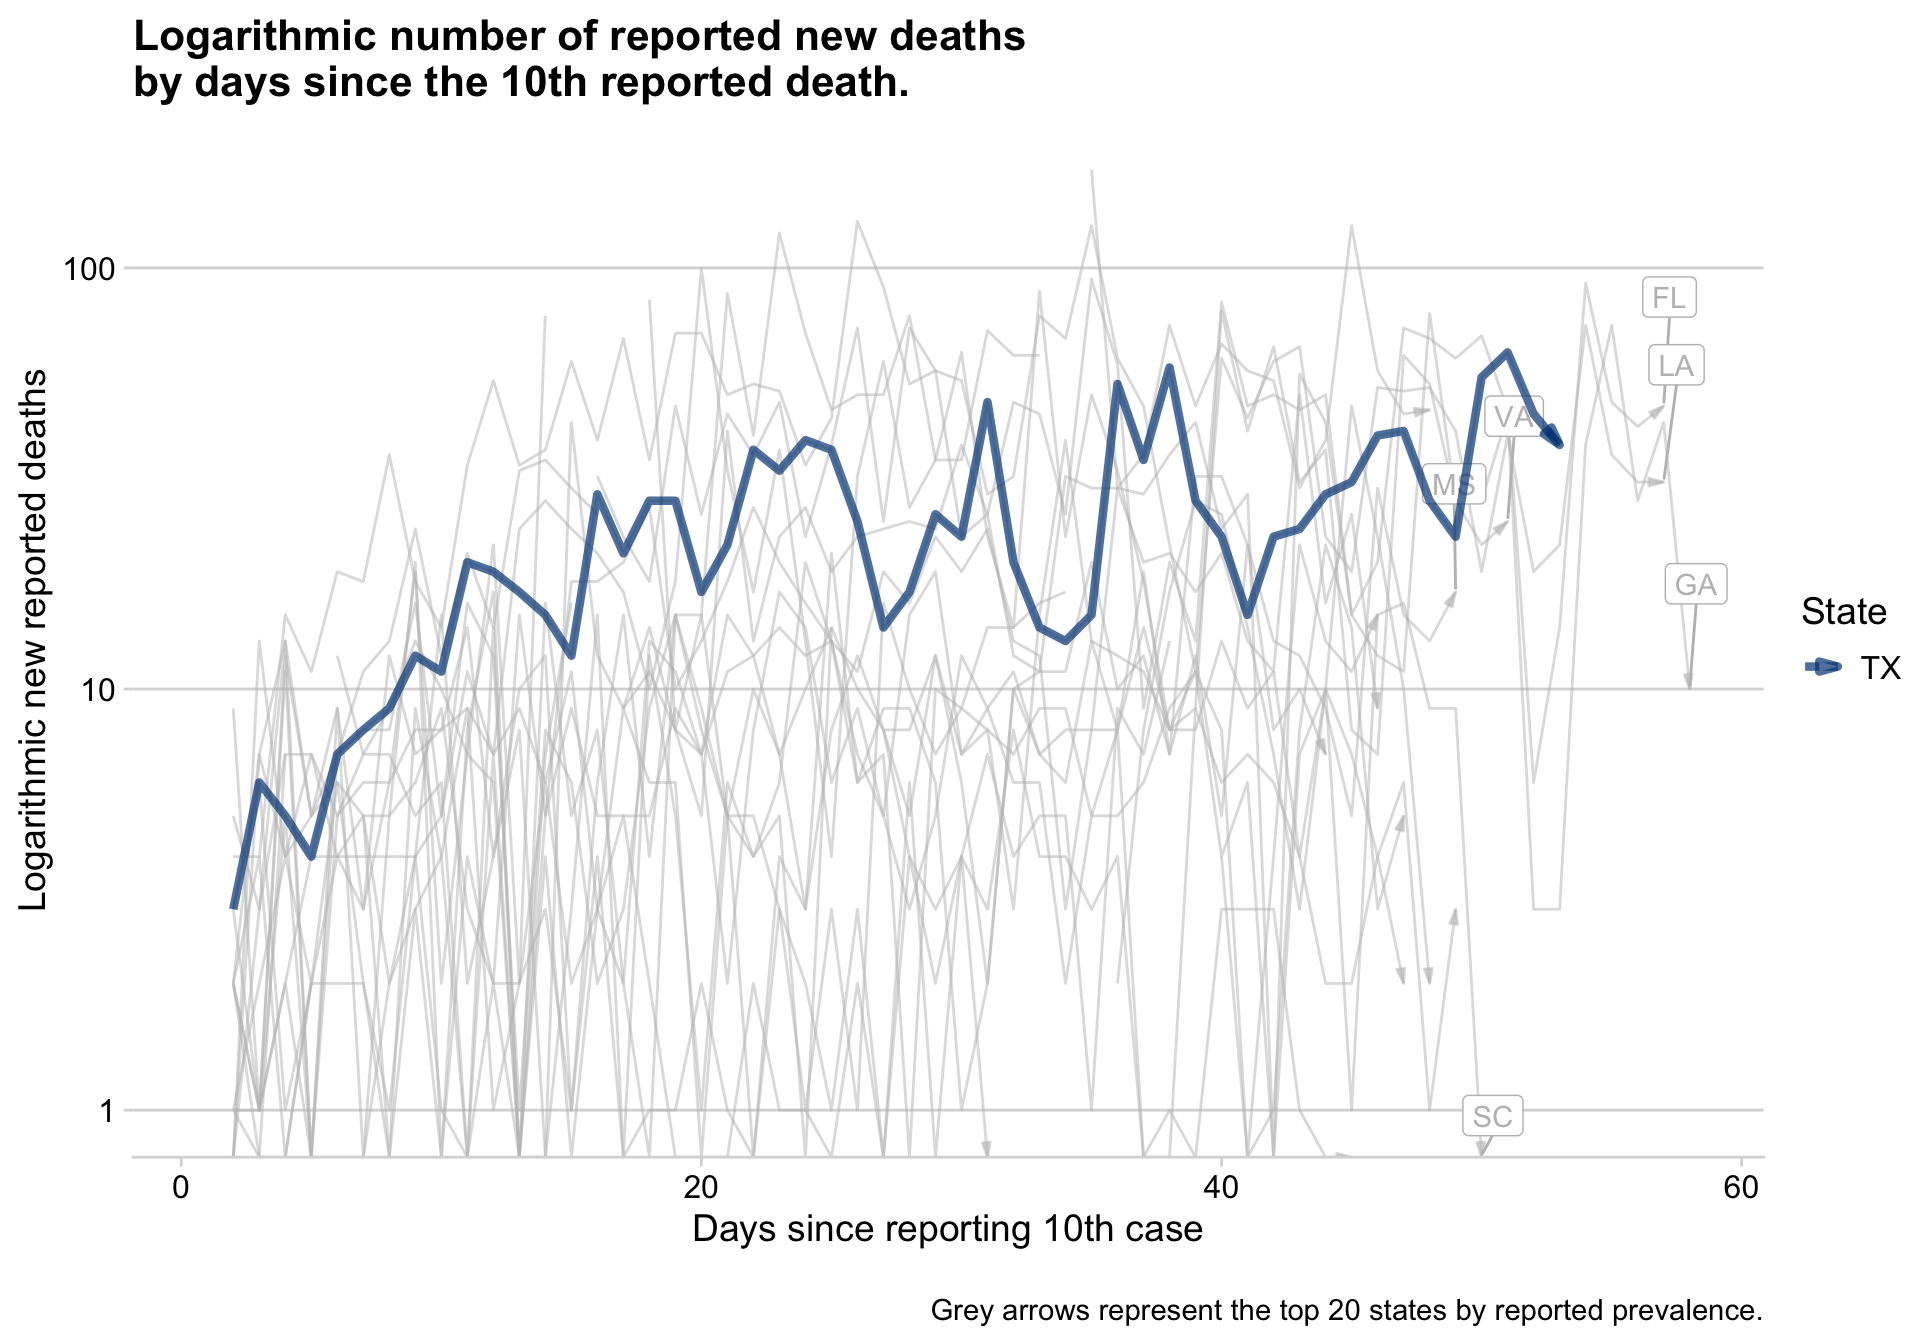 Logarithmic number of reported new deaths
by days since the 10th reported death.
Logarithmic new reported deaths
100
10
1
FL
LA
VA
MS
GA
SC
State
TX
0
20
40
60
Days since reporting 10th case
Grey arrows represent the top 20 states by reported prevalence.